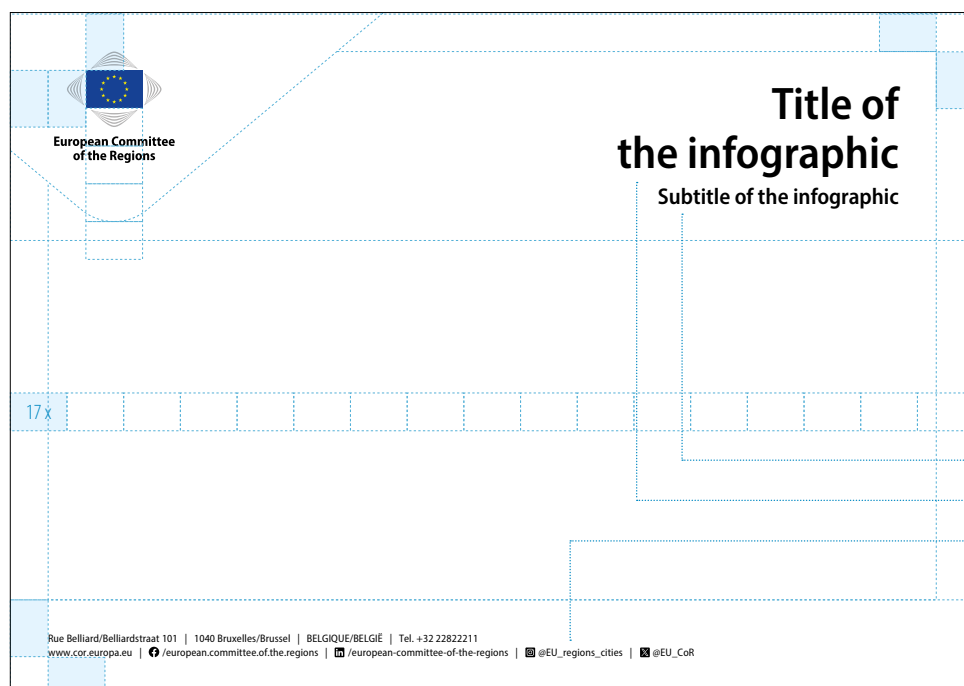 European Committee
of the Regions
Title of
the infographic
Subtitle of the infographic
17 x
Rue Belliard/Belliardstraat 101 | 1040 Bruxelles/Brussel | BELGIQUE/BELGIË | Tel. +32 22822211
www.cor.europa.eu | /european.committee.of.the.regions | /european-committee-of-the-regions | @EU_regions_cities | @EU_CoR